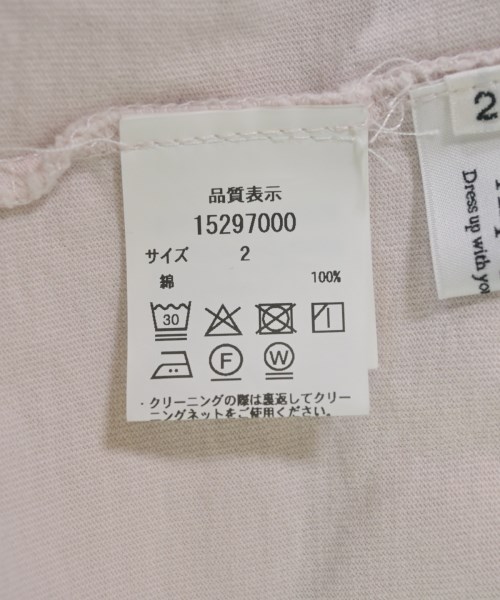 品質表示
15297000
サイズ 2
綿 100%
30
F W
・クリーニングの際は裏返してクリー
ニングネットをご使用ください。
2
Dress up with you